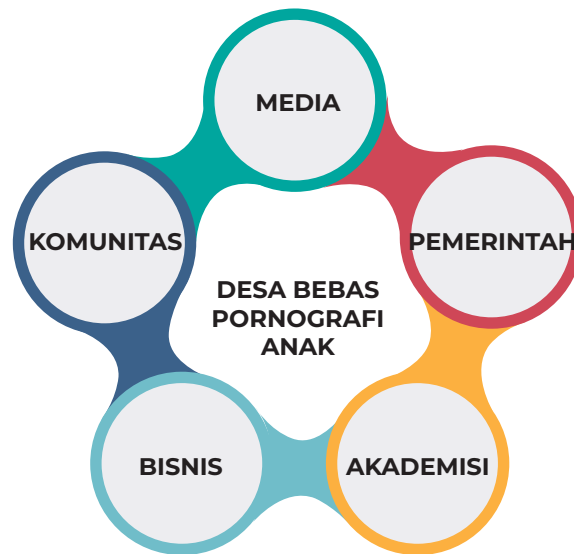 MEDIA
KOMUNITAS
PEMERINTAH
DESA BEBAS
PORNOGRAFI
ANAK
BISNIS
AKADEMISI